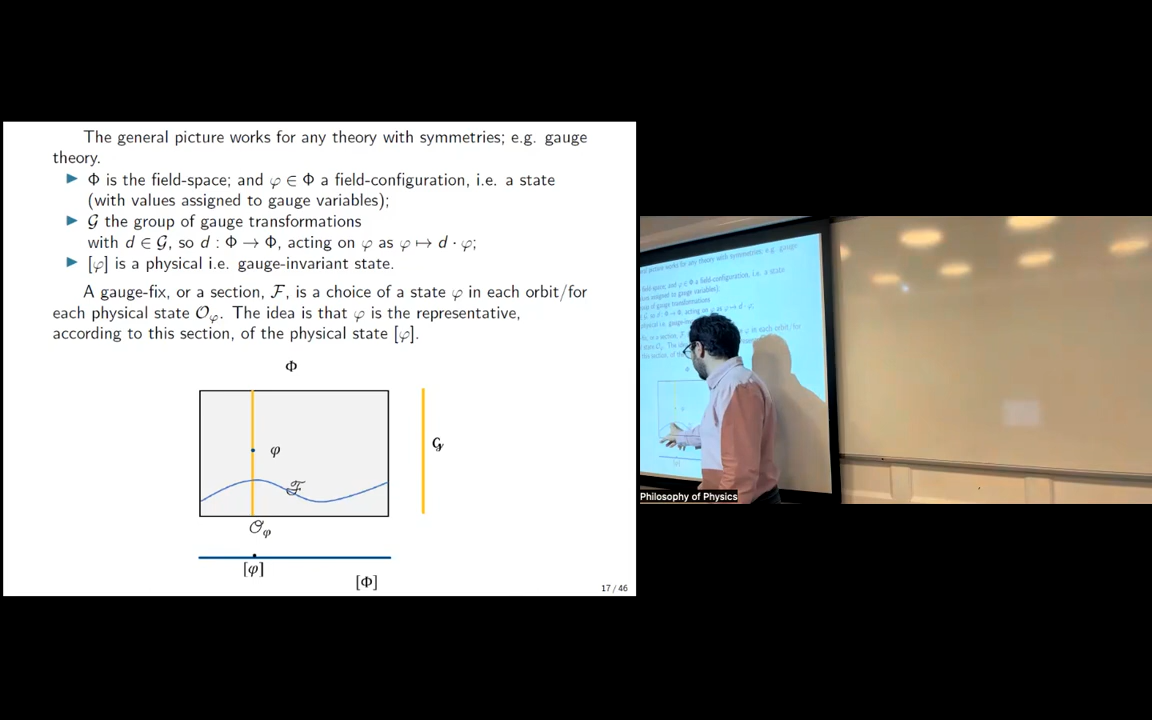 The general picture works for any theory with symmetries; e.g. gauge
theory.
▶ Φ is the field-space; and φ ∈ Φ a field-configuration, i.e. a state
(with values assigned to gauge variables);
▶ 𝒢 the group of gauge transformations
with d ∈ 𝒢, so d : Φ → Φ, acting on φ as φ ↦ d · φ;
▶ [φ] is a physical i.e. gauge-invariant state.
A gauge-fix, or a section, ℱ, is a choice of a state φ in each orbit/for
each physical state 𝒪φ. The idea is that φ is the representative,
according to this section, of the physical state [φ].
Φ
φ
𝒢
ℱ
𝒪φ
[φ]
[Φ]
17 / 46
Philosophy of Physics